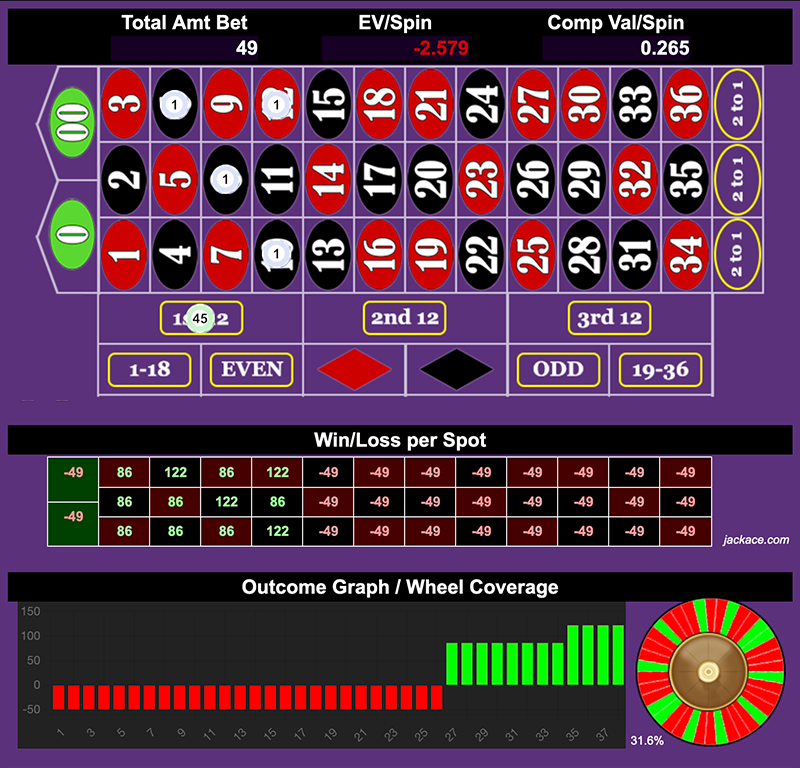 Total Amt Bet EV/Spin Comp Val/Spin
49 -2.579 0.265
00 3 1 9 1 15 18 21 24 27 30 33 36 2 to 1
2 5 1 11 14 17 20 23 26 29 32 35 2 to 1
0 1 4 7 1 13 16 19 22 25 28 31 34 2 to 1
45 2nd 12 3rd 12
1-18 EVEN ODD 19-36
Win/Loss per Spot
-49 86 122 86 122 -49 -49 -49 -49 -49 -49 -49 -49
86 86 122 86 -49 -49 -49 -49 -49 -49 -49 -49
-49 86 86 86 122 -49 -49 -49 -49 -49 -49 -49 -49
jackace.com
Outcome Graph / Wheel Coverage
150
100
50
0
-50
1 3 5 7 9 11 13 15 17 19 21 23 25 27 29 31 33 35 37
31.6%